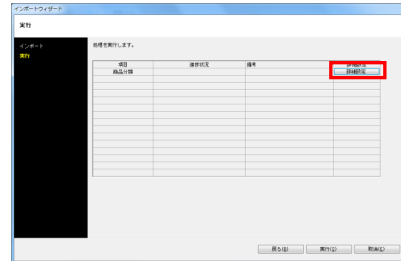 インポートウィザード
実行
インポート
実行
処理を実行します。
項目 進捗状況 備考 詳細設定
商品分類 詳細設定
戻る(B) 実行(E) 取消(C)